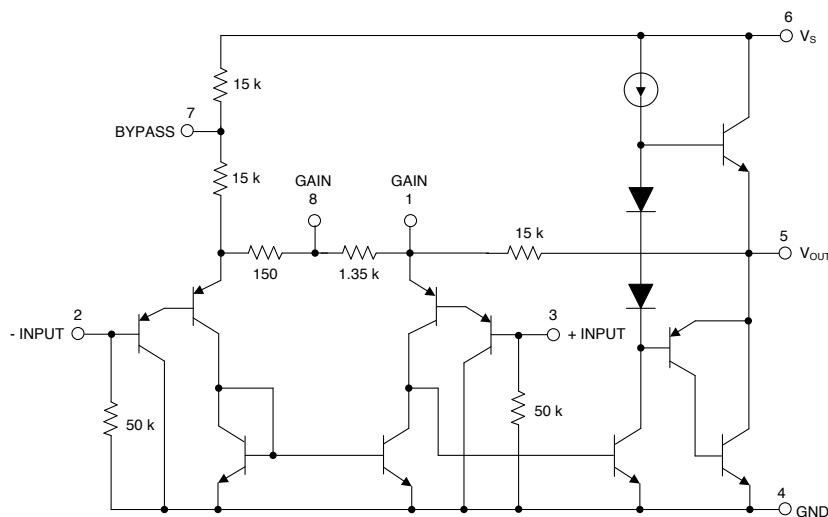 6
V_S
15 k
7
BYPASS
15 k
GAIN
8
GAIN
1
15 k
5
V_OUT
150
1.35 k
2
- INPUT
3
+ INPUT
50 k
50 k
4
GND